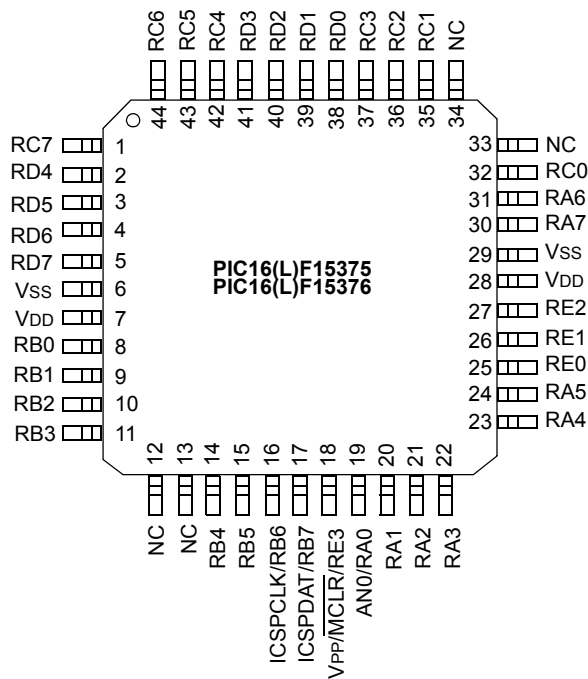 RC6
RC5
RC4
RD3
RD2
RD1
RD0
RC3
RC2
RC1
NC
44
43
42
41
40
39
38
37
36
35
34
RC7 1
RD4 2
RD5 3
RD6 4
RD7 5
VSS 6
VDD 7
RB0 8
RB1 9
RB2 10
RB3 11
PIC16(L)F15375
PIC16(L)F15376
33 NC
32 RC0
31 RA6
30 RA7
29 VSS
28 VDD
27 RE2
26 RE1
25 RE0
24 RA5
23 RA4
12
13
14
15
16
17
18
19
20
21
22
NC
NC
RB4
RB5
ICSPCLK/RB6
ICSPDAT/RB7
VPP/MCLR/RE3
AN0/RA0
RA1
RA2
RA3